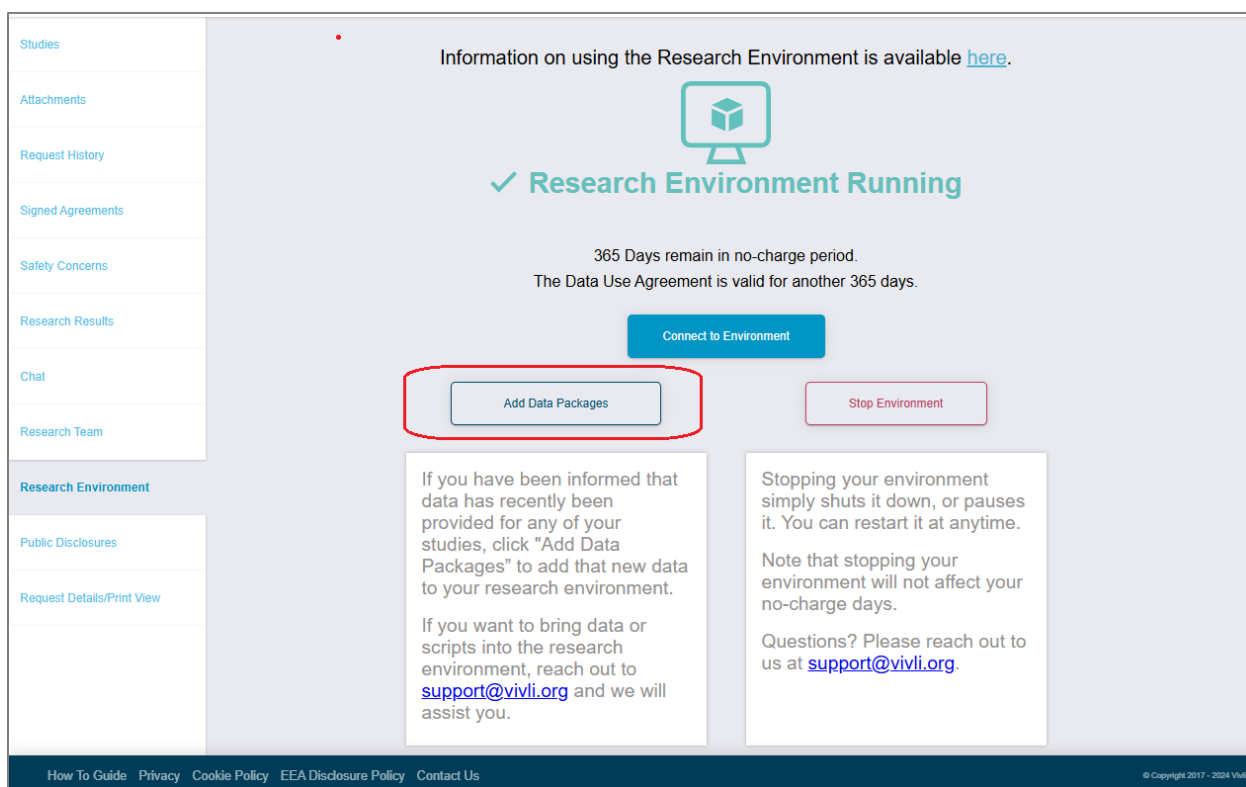 Studies
Attachments
Request History
Signed Agreements
Safety Concerns
Research Results
Chat
Research Team
Research Environment
Public Disclosures
Request Details/Print View
Information on using the Research Environment is available here.
✓ Research Environment Running
365 Days remain in no-charge period.
The Data Use Agreement is valid for another 365 days.
Connect to Environment
Add Data Packages
Stop Environment
If you have been informed that
data has recently been
provided for any of your
studies, click "Add Data
Packages” to add that new data
to your research environment.
If you want to bring data or
scripts into the research
environment, reach out to
support@vivli.org and we will
assist you.
Stopping your environment
simply shuts it down, or pauses
it. You can restart it at anytime.
Note that stopping your
environment will not affect your
no-charge days.
Questions? Please reach out to
us at support@vivli.org.
How To Guide Privacy Cookie Policy EEA Disclosure Policy Contact Us
© Copyright 2017 - 2024 Vivli